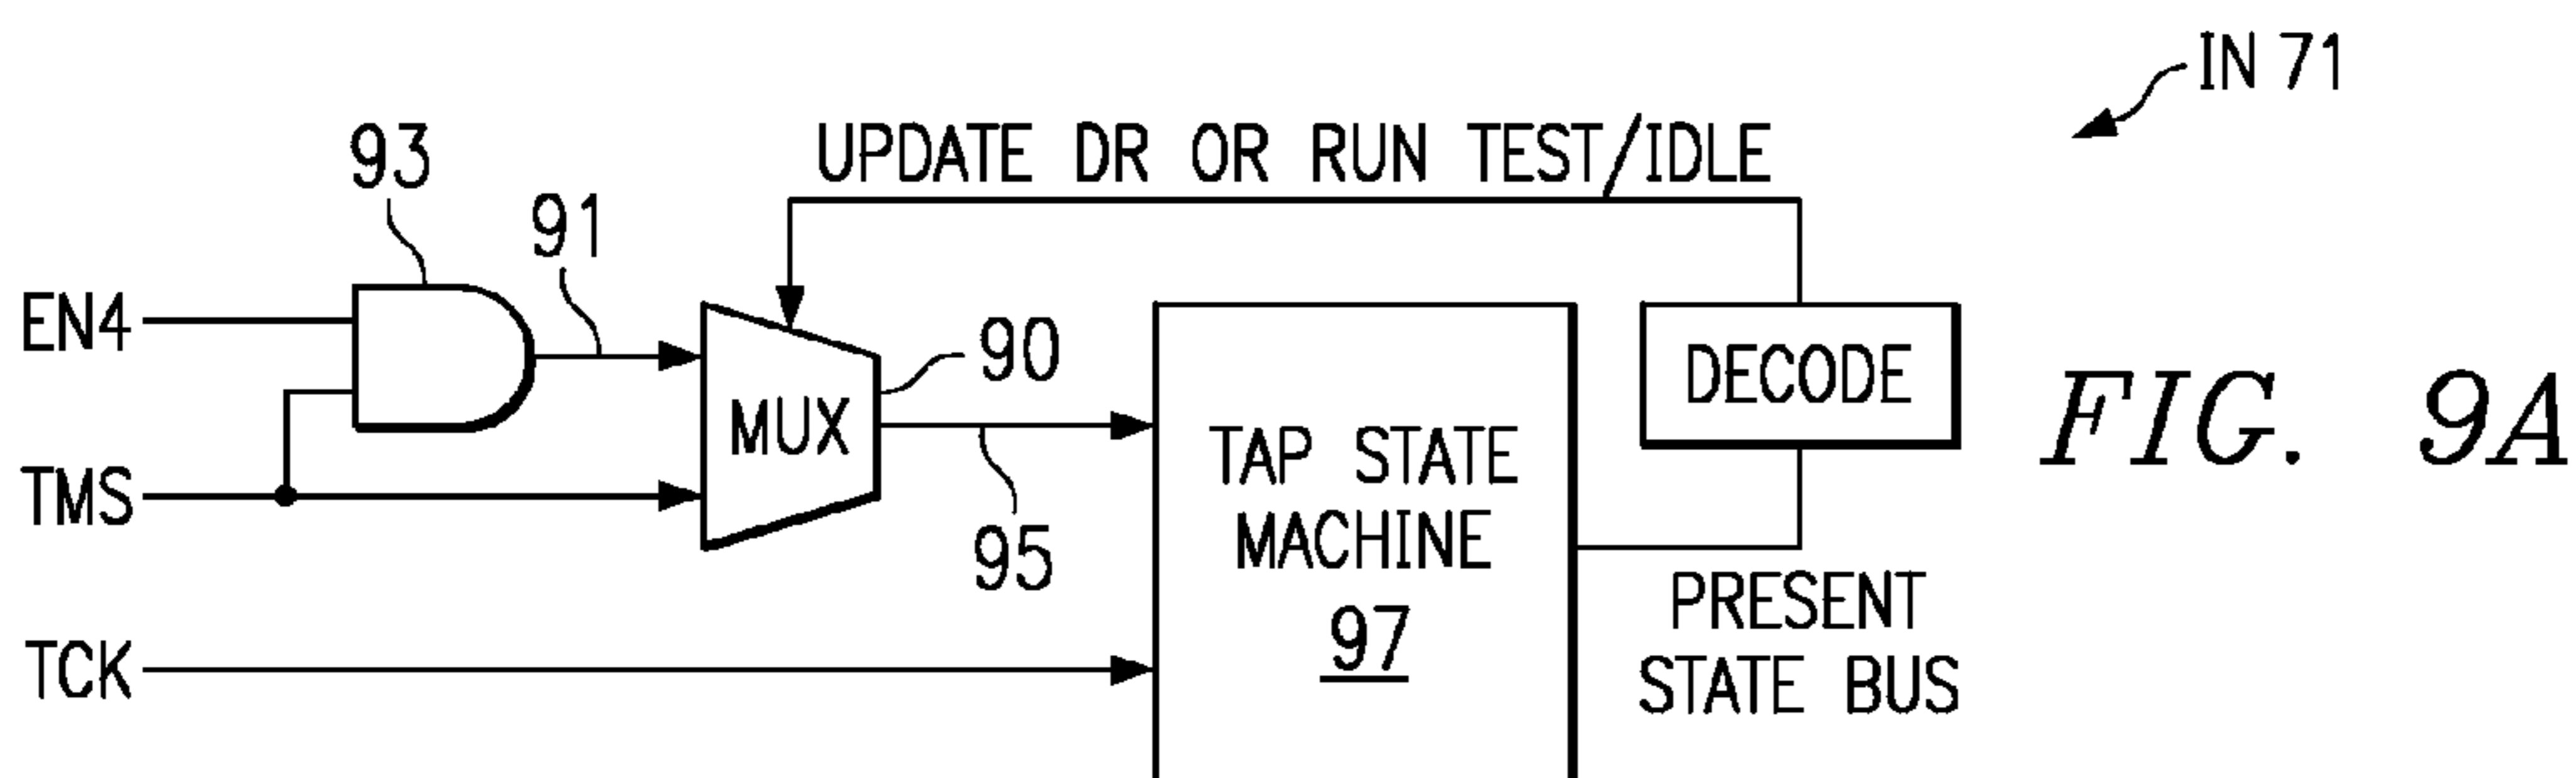 IN 71
UPDATE DR OR RUN TEST/IDLE
93
91
EN4
90
MUX
DECODE
TAP STATE
MACHINE
97
FIG. 9A
TMS
95
PRESENT
STATE BUS
TCK